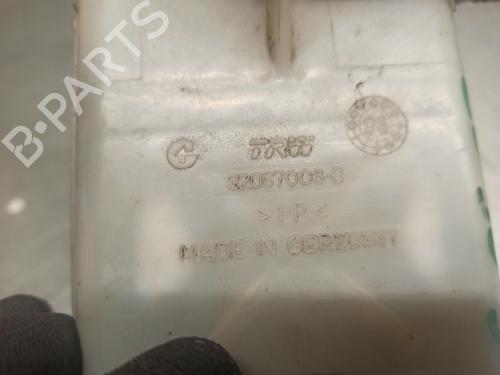 B-PARTS
TRW
32067008-C
>PP<
MADE IN GERMANY